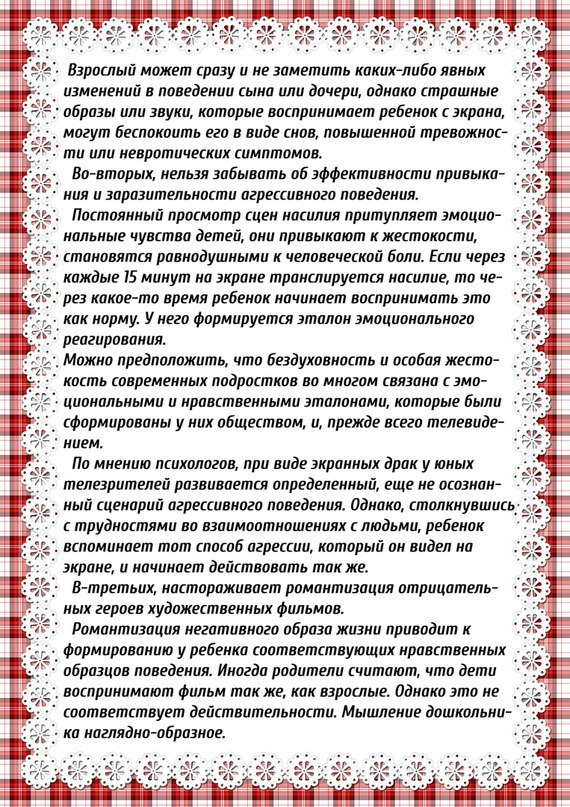 Взрослый может сразу и не заметить каких-либо явных
изменений в поведении сына или дочери, однако страшные
образы или звуки, которые воспринимает ребенок с экрана,
могут беспокоить его в виде снов, повышенной тревожнос-
ти или невротических симптомов.
Во-вторых, нельзя забывать об эффективности привыка-
ния и заразительности агрессивного поведения.
Постоянный просмотр сцен насилия притупляет эмоцио-
нальные чувства детей, они привыкают к жестокости,
становятся равнодушными к человеческой боли. Если через
каждые 15 минут на экране транслируется насилие, то че-
рез какое-то время ребенок начинает воспринимать это
как норму. У него формируется эталон эмоционального
реагирования.
Можно предположить, что бездуховность и особая жесто-
кость современных подростков во многом связана с эмо-
циональными и нравственными эталонами, которые были
сформированы у них обществом, и, прежде всего телевиде-
нием.
По мнению психологов, при виде экранных драк у юных
телезрителей развивается определенный, еще не осознан-
ный сценарий агрессивного поведения. Однако, столкнувшись
с трудностями во взаимоотношениях с людьми, ребенок
вспоминает тот способ агрессии, который он видел на
экране, и начинает действовать так же.
В-третьих, настораживает романтизация отрицатель-
ных героев художественных фильмов.
Романтизация негативного образа жизни приводит к
формированию у ребенка соответствующих нравственных
образцов поведения. Иногда родители считают, что дети
воспринимают фильм так же, как взрослые. Однако это не
соответствует действительности. Мышление дошкольни-
ка наглядно-образное.